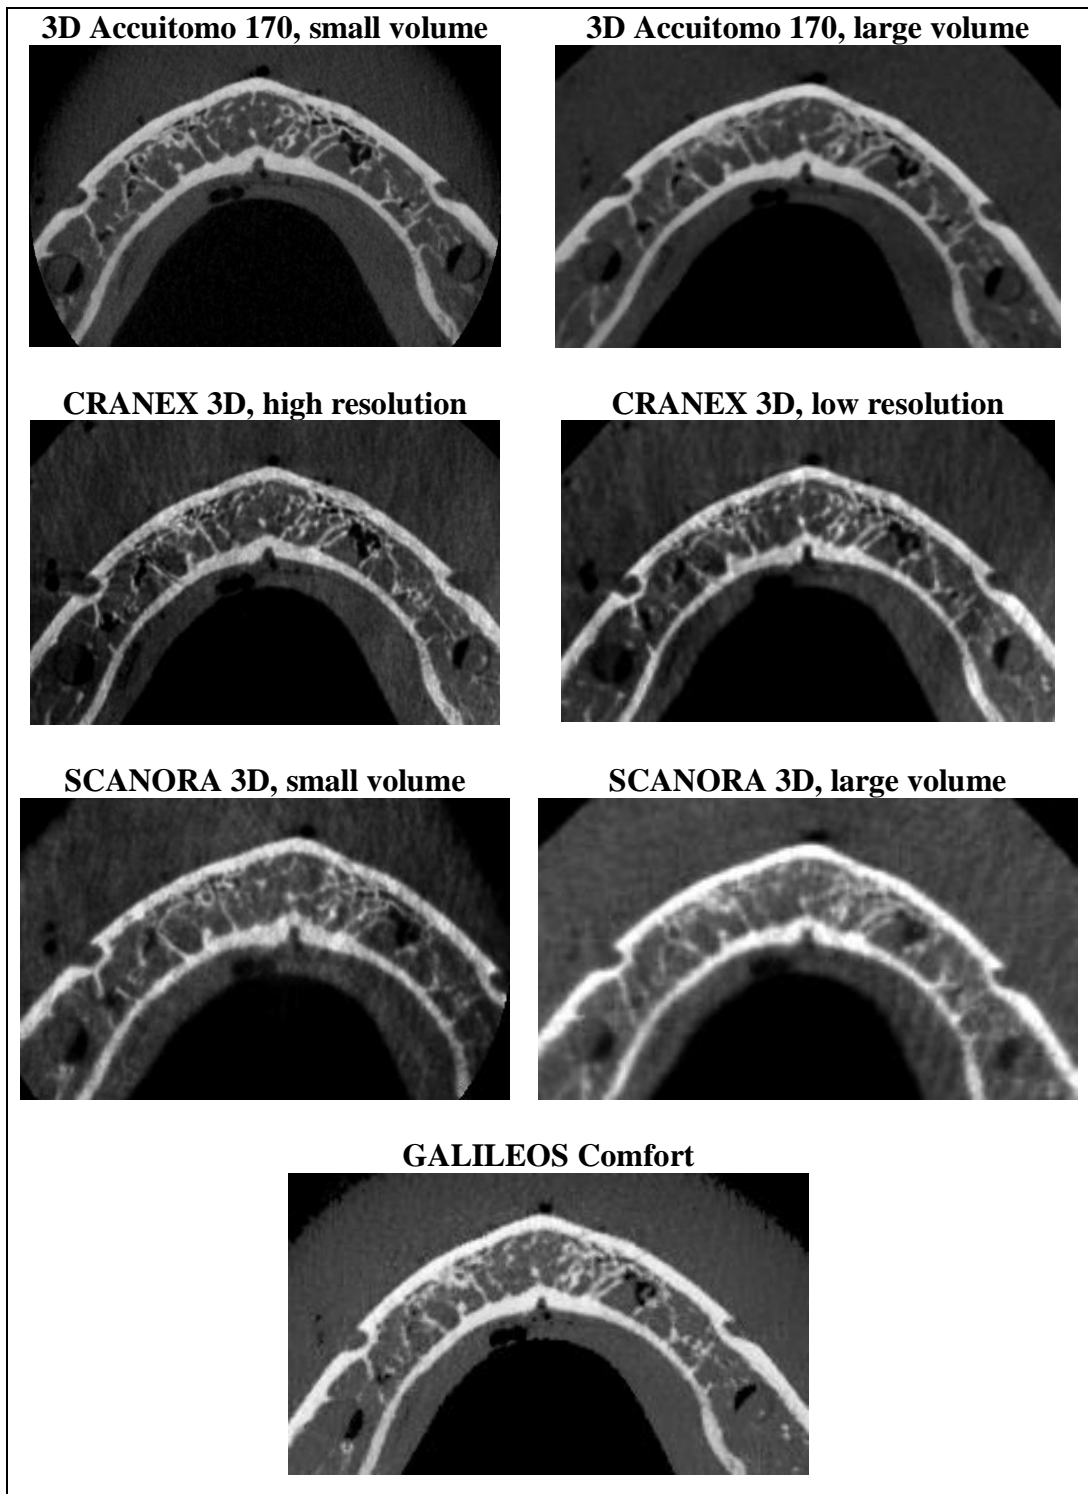 3D Accuitomo 170, small volume
3D Accuitomo 170, large volume
CRANEX 3D, high resolution
CRANEX 3D, low resolution
SCANORA 3D, small volume
SCANORA 3D, large volume
GALILEOS Comfort